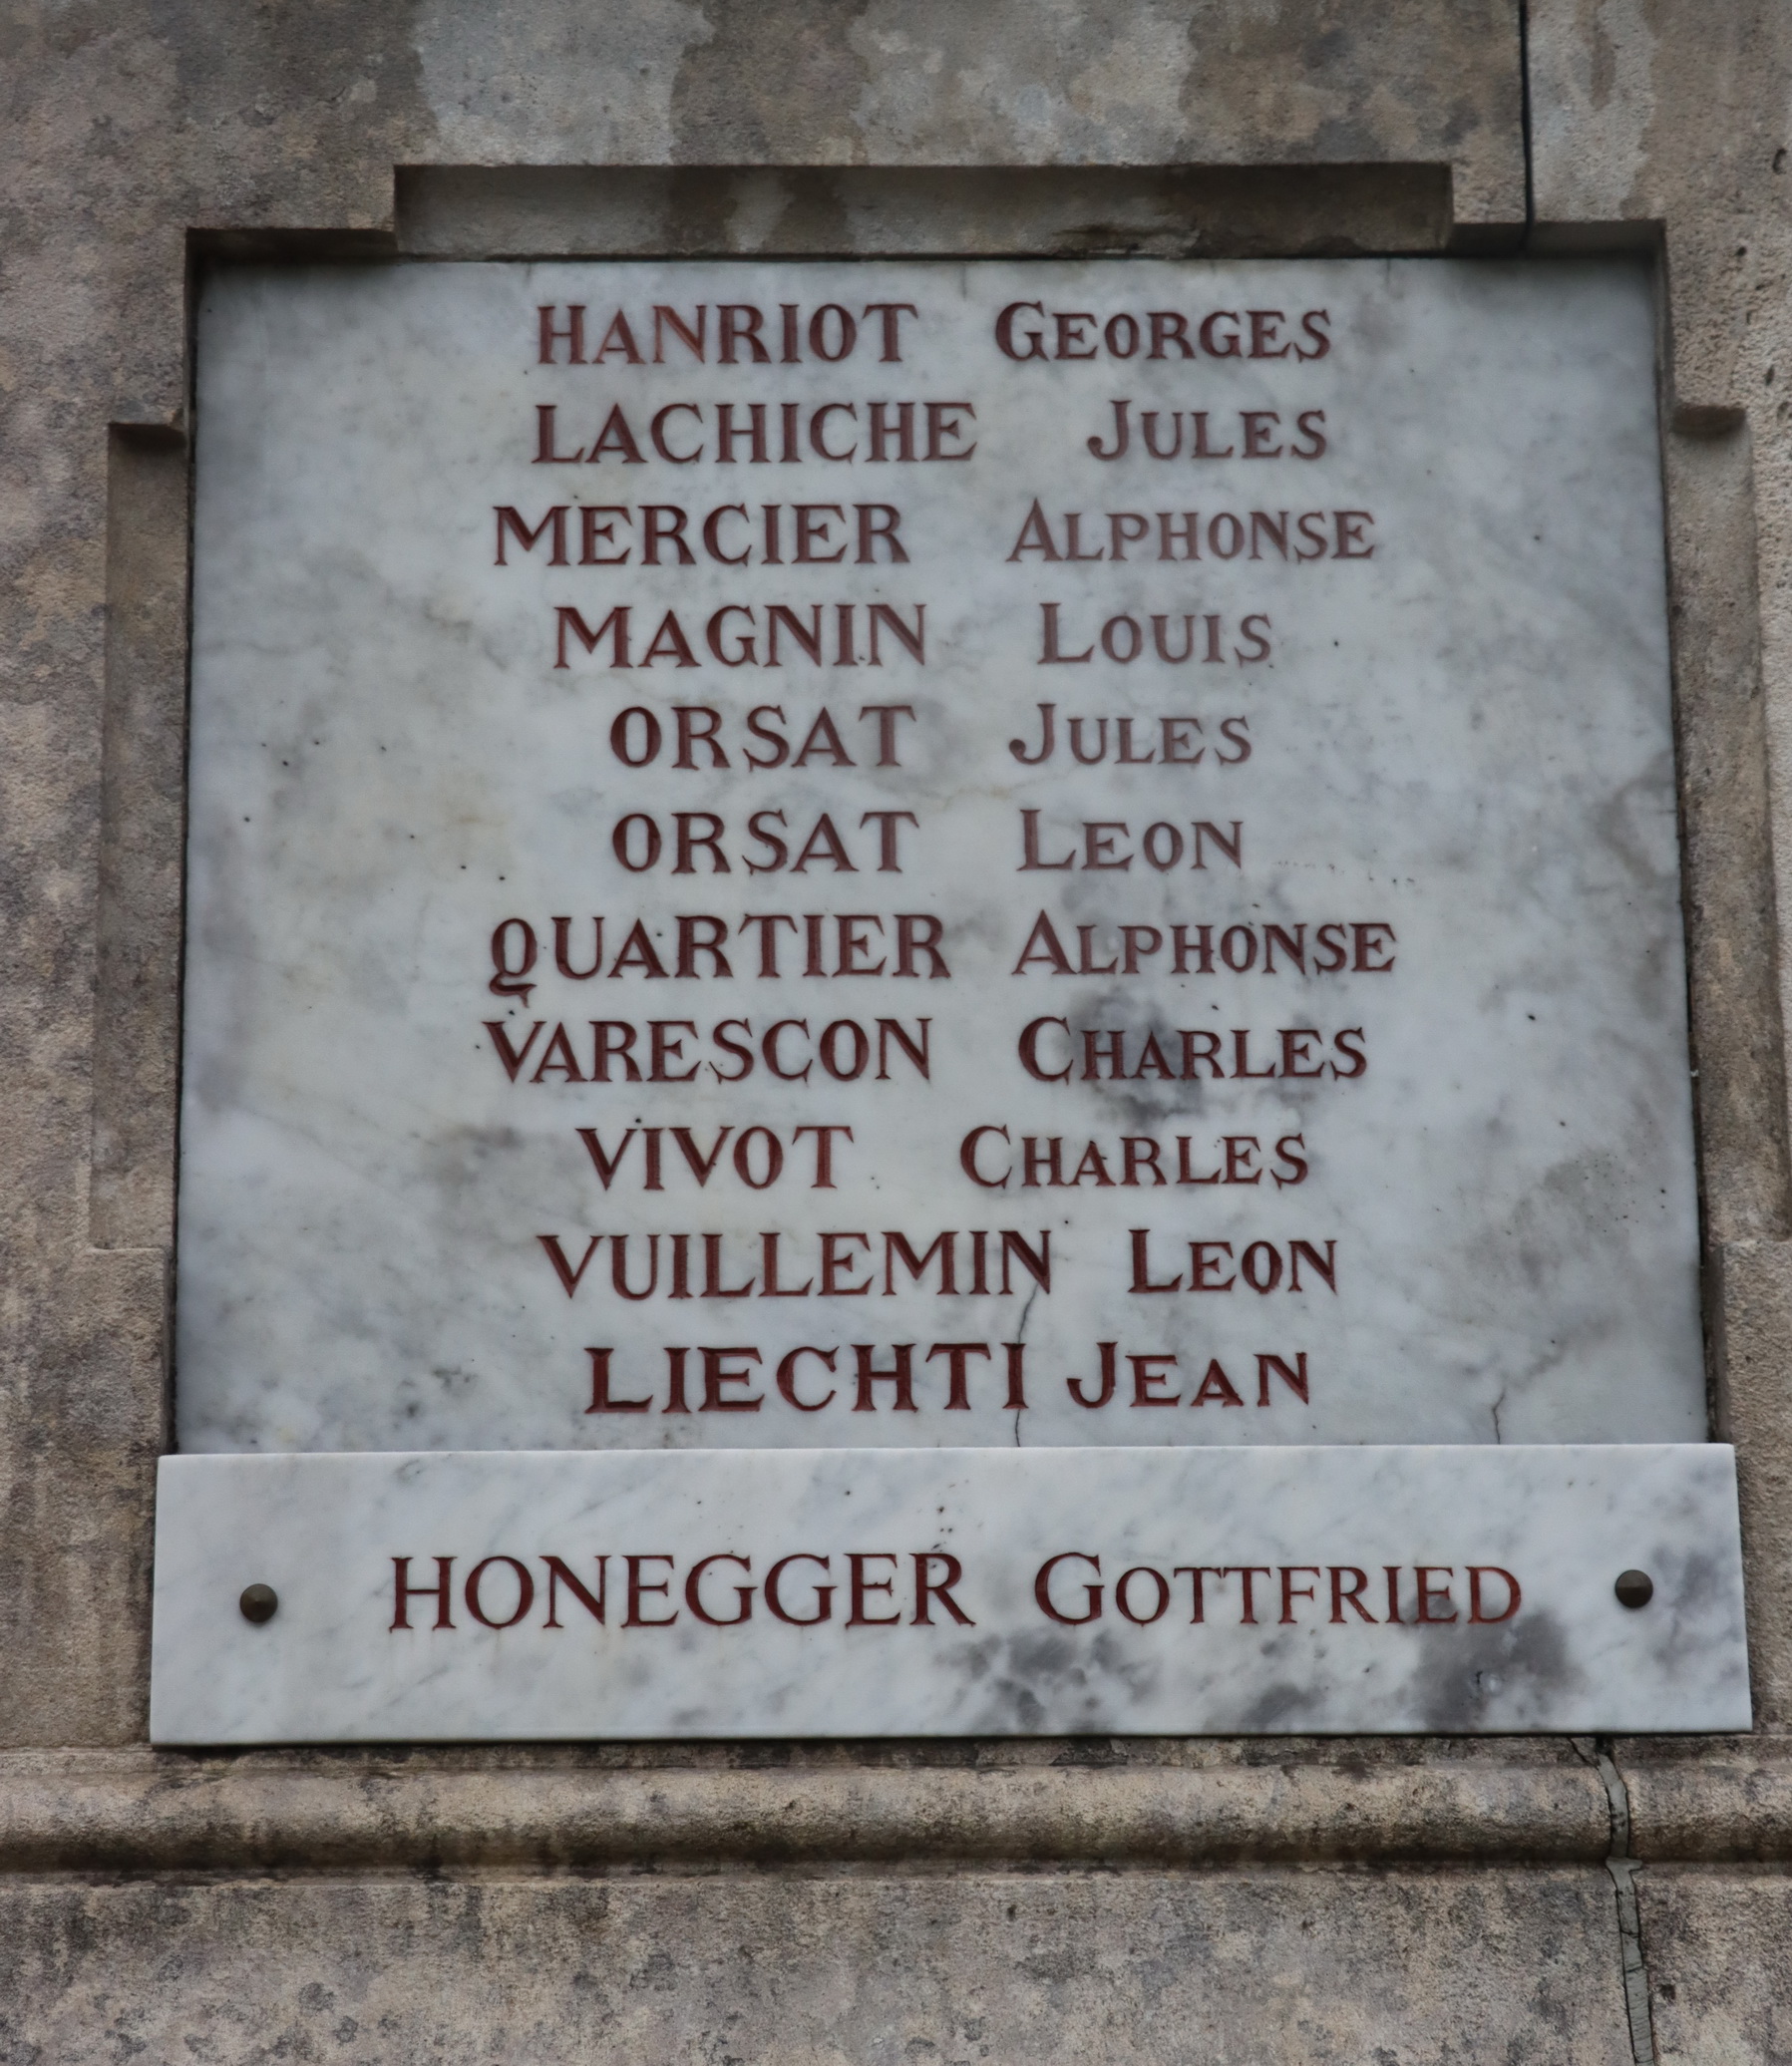 HANRIOT GEORGES
LACHICHE JULES
MERCIER ALPHONSE
MAGNIN LOUIS
ORSAT JULES
ORSAT LEON
QUARTIER ALPHONSE
VARESCON CHARLES
VIVOT CHARLES
VUILLEMIN LEON
LIECHTI JEAN
HONEGGER GOTTFRIED